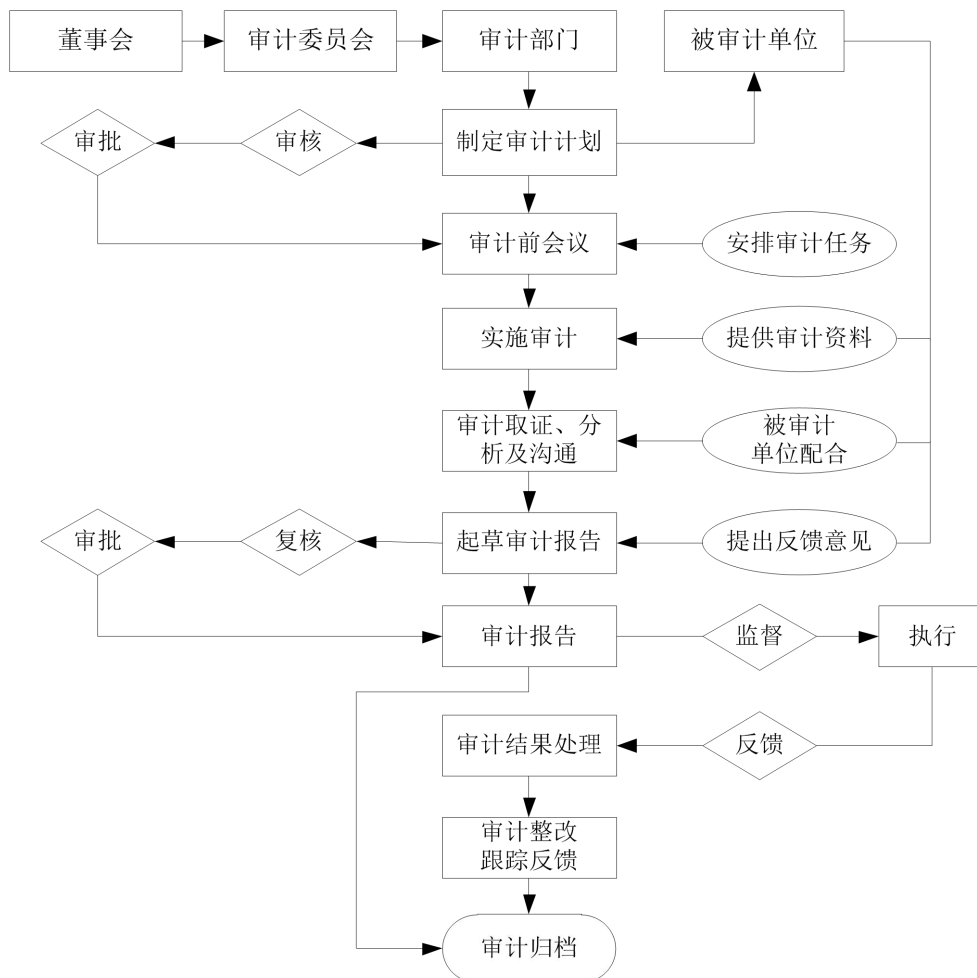 董事会
审计委员会
审计部门
被审计单位
审批
审核
制定审计计划
审计前会议
安排审计任务
实施审计
提供审计资料
审计取证、分
析及沟通
被审计
单位配合
审批
复核
起草审计报告
提出反馈意见
审计报告
监督
执行
审计结果处理
反馈
审计整改
跟踪反馈
审计归档